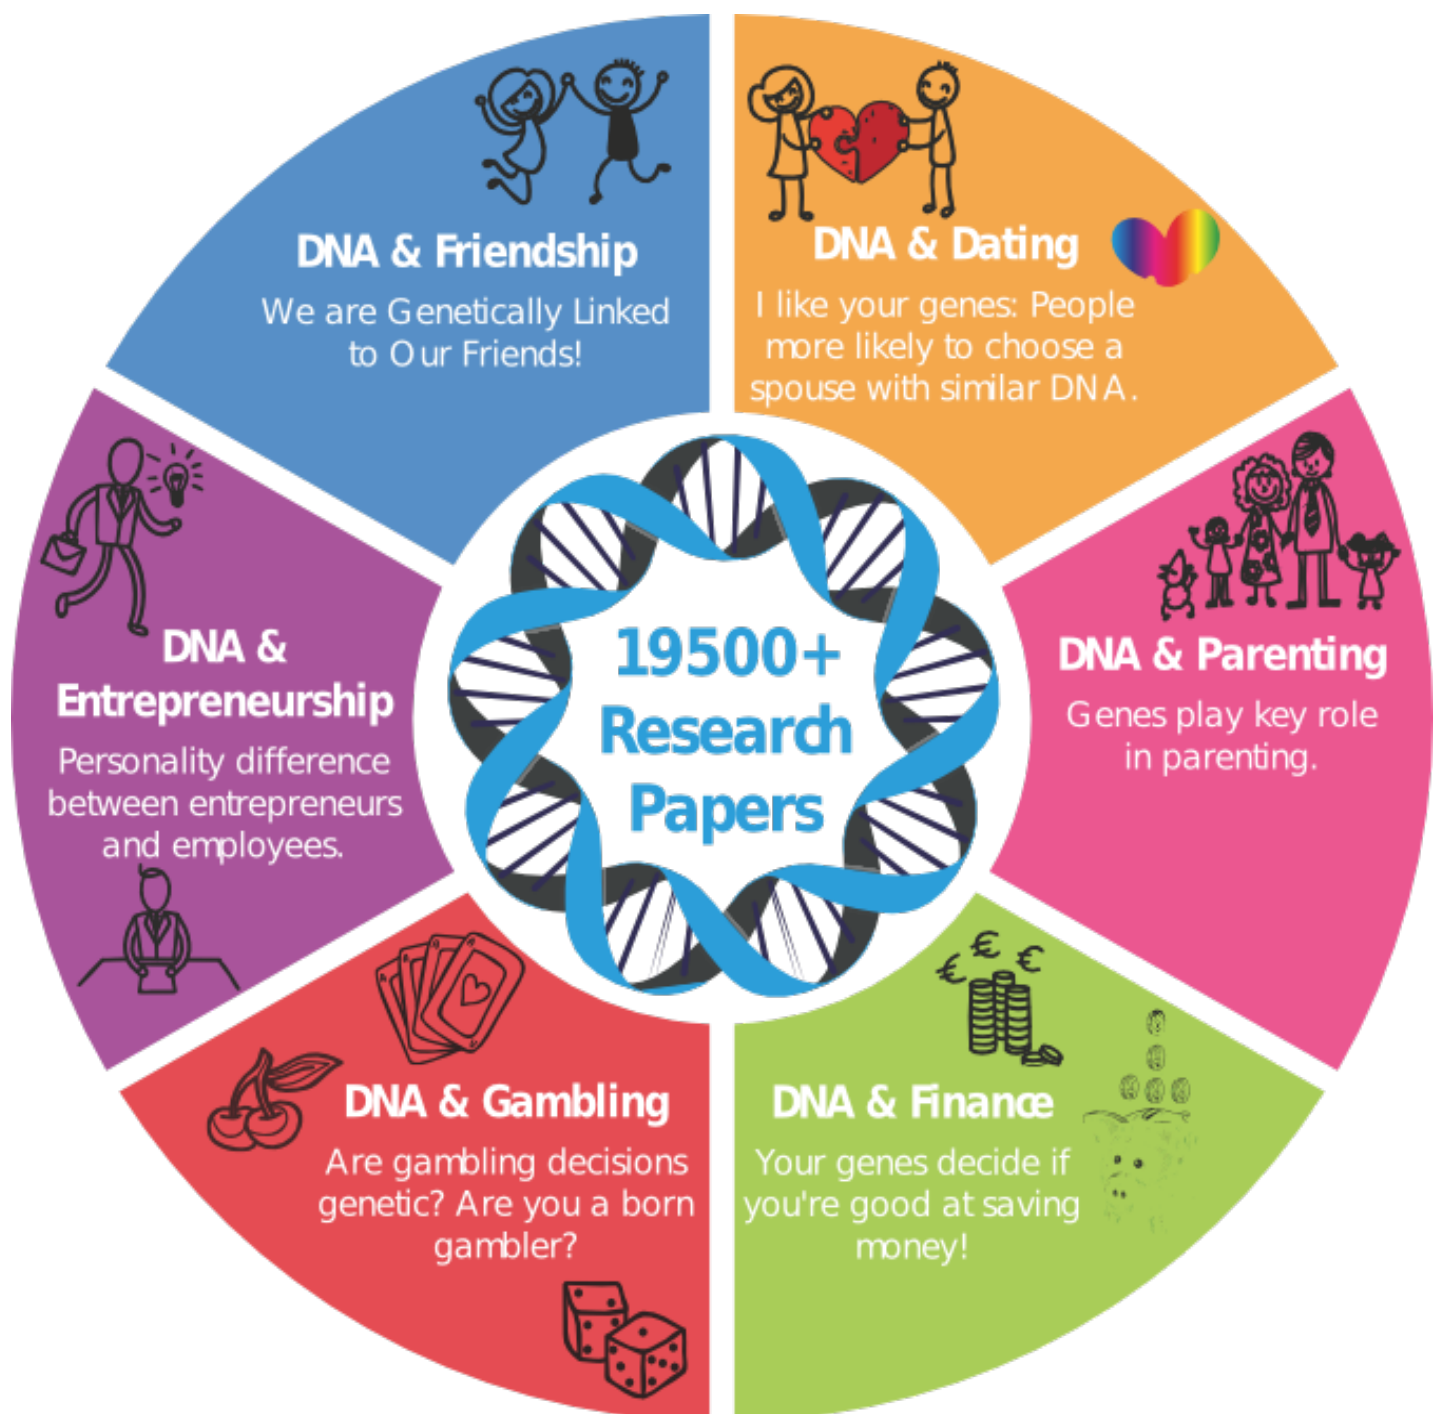 DNA & Friendship
We are Genetically Linked
to Our Friends!
DNA & Dating
I like your genes: People
more likely to choose a
spouse with similar DNA.
DNA & Parenting
Genes play key role
in parenting.
DNA & Finance
Your genes decide if
you're good at saving
money!
DNA & Gambling
Are gambling decisions
genetic? Are you a born
gambler?
DNA &
Entrepreneurship
Personality difference
between entrepreneurs
and employees.
19500+
Research
Papers
€ € €